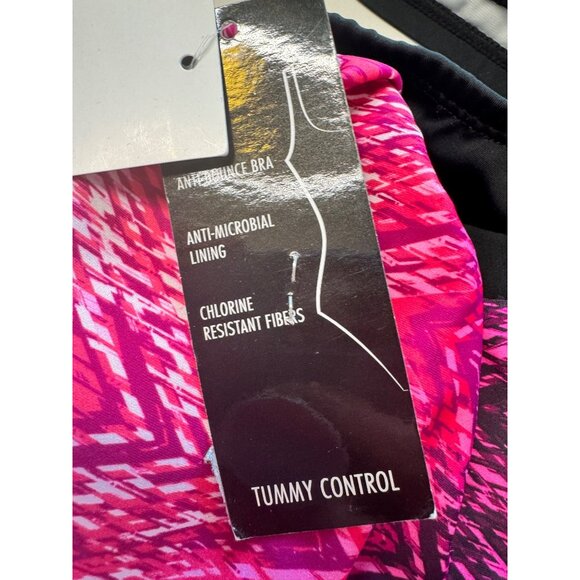 ANTI-BOUNCE BRA
ANTI-MICROBIAL
LINING
CHLORINE
RESISTANT FIBERS
TUMMY CONTROL